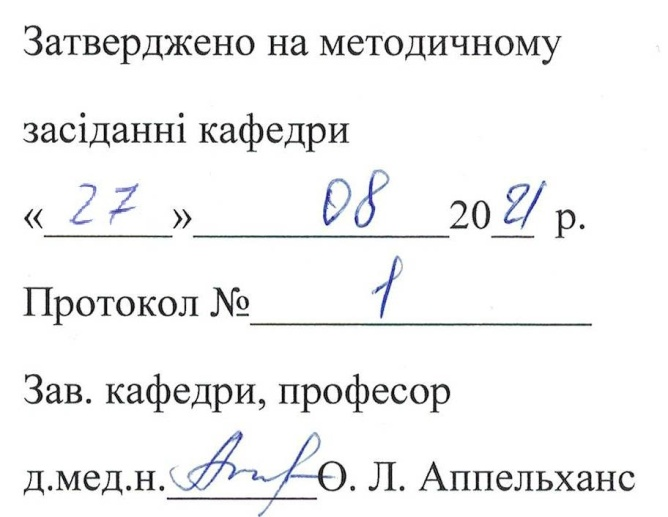 Затверджено на методичному
засіданні кафедри
«27» 08 2021 р.
Протокол № 1
Зав. кафедри, професор
д.мед.н. О. Л. Аппельханс